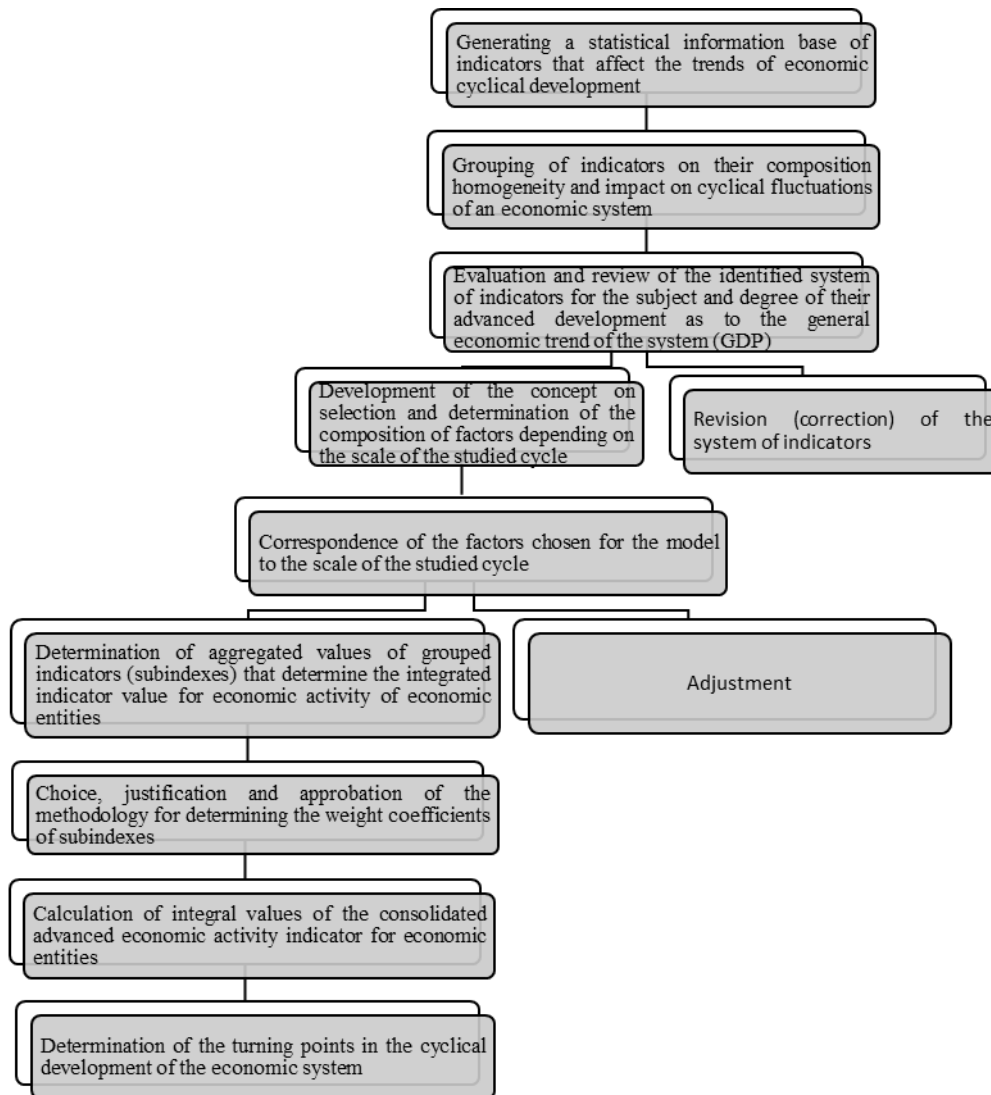 Generating a statistical information base of
indicators that affect the trends of economic
cyclical development
Grouping of indicators on their composition
homogeneity and impact on cyclical fluctuations
of an economic system
Evaluation and review of the identified system
of indicators for the subject and degree of their
advanced development as to the general
economic trend of the system (GDP)
Development of the concept on
selection and determination of the
composition of factors depending on
the scale of the studied cycle
Revision (correction) of the
system of indicators
Correspondence of the factors chosen for the model
to the scale of the studied cycle
Determination of aggregated values of grouped
indicators (subindexes) that determine the integrated
indicator value for economic activity of economic
entities
Adjustment
Choice, justification and approbation of the
methodology for determining the weight coefficients
of subindexes
Calculation of integral values of the consolidated
advanced economic activity indicator for economic
entities
Determination of the turning points in the cyclical
development of the economic system